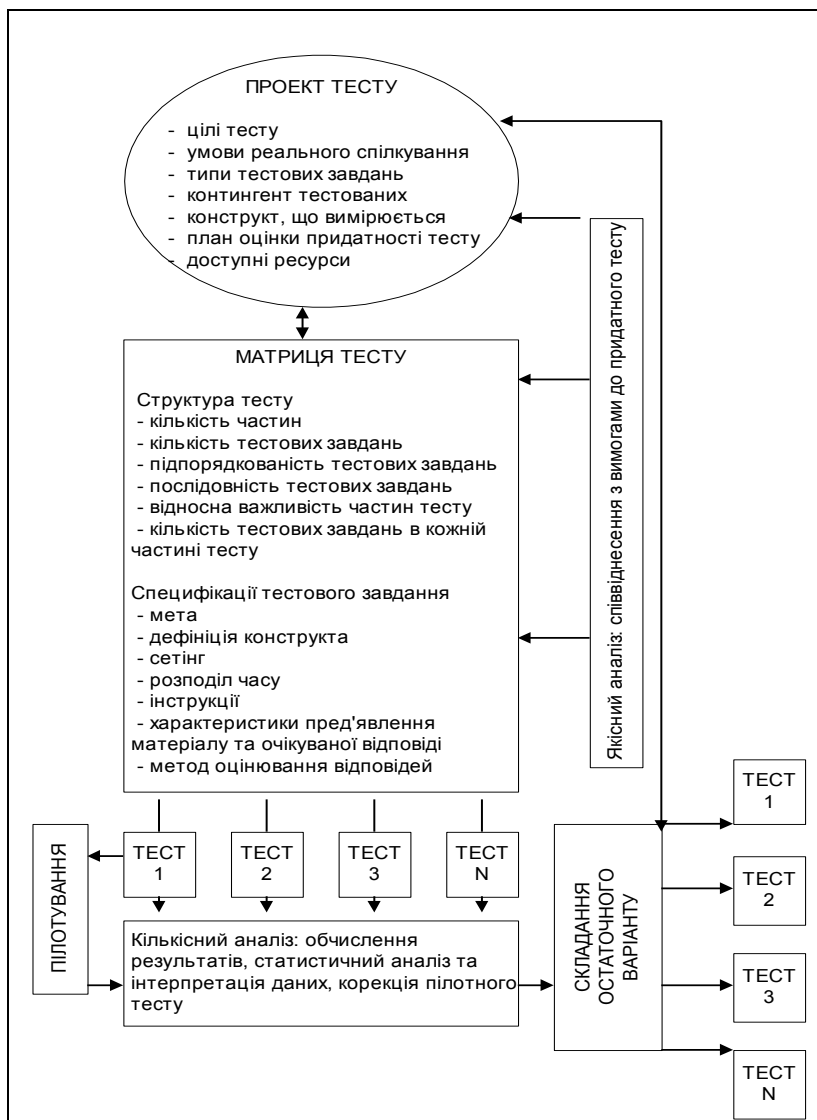 ПРОЕКТ ТЕСТУ
- цілі тесту
- умови реального спілкування
- типи тестових завдань
- контингент тестованих
- конструкт, що вимірюється
- план оцінки придатності тесту
- доступні ресурси
Якісний аналіз: співвіднесення з вимогами до придатного тесту
МАТРИЦЯ ТЕСТУ
Структура тесту
- кількість частин
- кількість тестових завдань
- підпорядкованість тестових завдань
- послідовність тестових завдань
- відносна важливість частин тесту
- кількість тестових завдань в кожній
частині тесту
Специфікації тестового завдання
- мета
- дефініція конструкта
- сетінг
- розподіл часу
- інструкції
- характеристики пред'явлення
матеріалу та очікуваної відповіді
- метод оцінювання відповідей
ПІЛОТУВАННЯ
ТЕСТ
1
ТЕСТ
2
ТЕСТ
3
ТЕСТ
N
Кількісний аналіз: обчислення
результатів, статистичний аналіз та
інтерпретація даних, корекція пілотного
тесту
СКЛАДАННЯ
ОСТАТОЧНОГО
ВАРІАНТУ
ТЕСТ
1
ТЕСТ
2
ТЕСТ
3
ТЕСТ
N